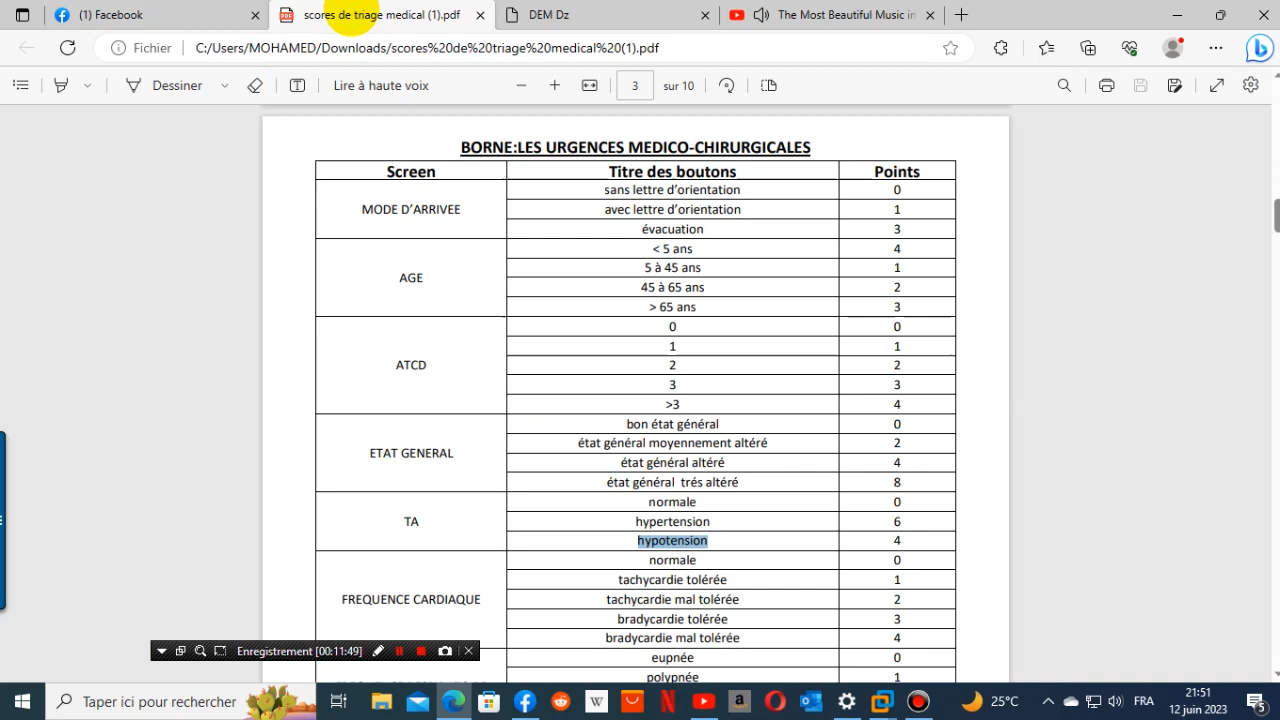 (1) Facebook
scores de triage medical (1).pdf
DEM Dz
The Most Beautiful Music in
Fichier
C:/Users/MOHAMED/Downloads/scores%20de%20triage%20medical%20(1).pdf
Dessiner
Lire à haute voix
3 sur 10
BORNE:LES URGENCES MEDICO-CHIRURGICALES
Screen Titre des boutons Points
MODE D'ARRIVEE
sans lettre d'orientation 0
avec lettre d'orientation 1
évacuation 3
AGE
< 5 ans 4
5 à 45 ans 1
45 à 65 ans 2
> 65 ans 3
ATCD
0 0
1 1
2 2
3 3
>3 4
ETAT GENERAL
bon état général 0
état général moyennement altéré 2
état général altéré 4
état général trés altéré 8
TA
normale 0
hypertension 6
hypotension 4
FREQUENCE CARDIAQUE
normale 0
tachycardie tolérée 1
tachycardie mal tolérée 2
bradycardie tolérée 3
bradycardie mal tolérée 4
eupnée 0
polypnée 1
Enregistrement [00:11:49]
Taper ici pour rechercher
25°C
FRA
21:51
12 juin 2023
5